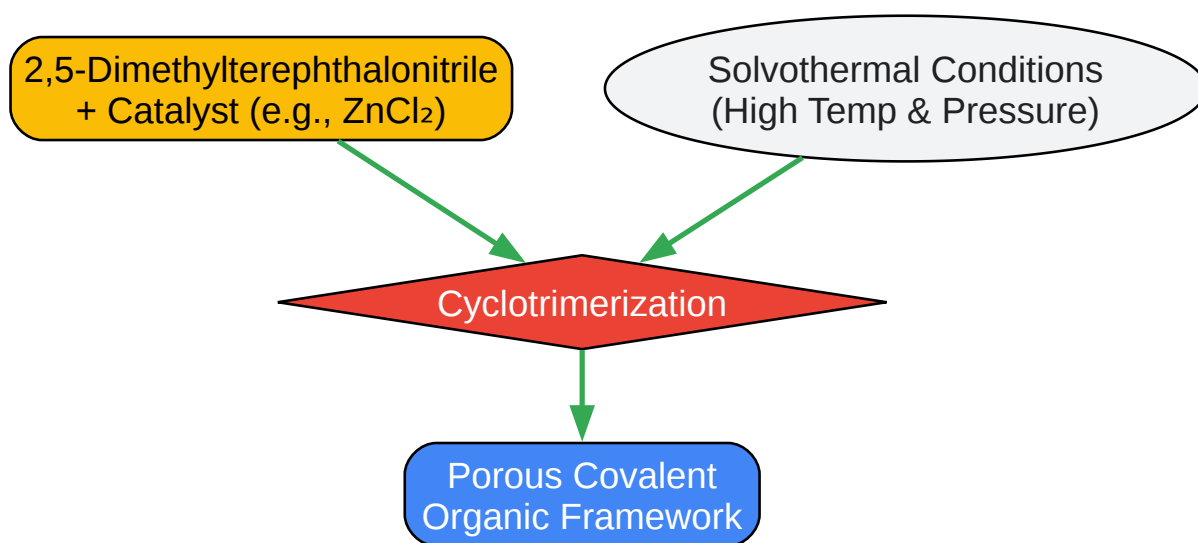 2,5-Dimethylterephthalonitrile
+ Catalyst (e.g., ZnCl₂)
Solvothermal Conditions
(High Temp & Pressure)
Cyclotrimerization
Porous Covalent
Organic Framework